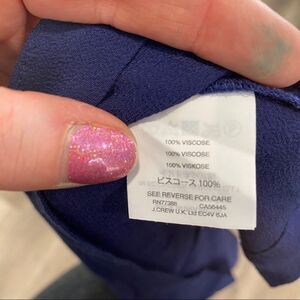 100% VISCOSE
100% VISCOSE
100% VISKOSE
ビスコース 100%
SEE REVERSE FOR CARE
RN77388 CA56445
J.CREW U.K. Ltd EC4V 6JA